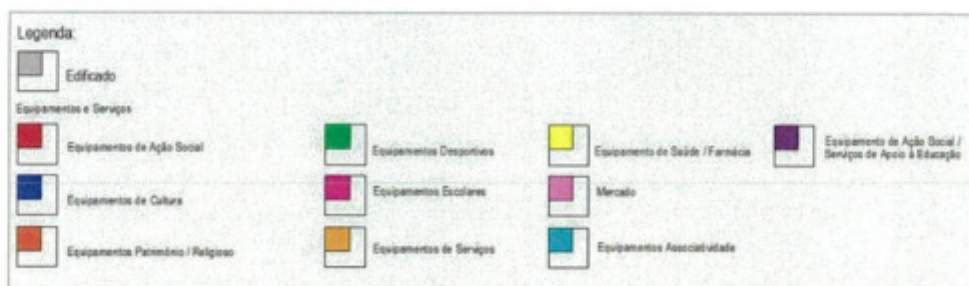 Legenda:
Edificado
Equipamentos e Serviços
Equipamentos de Ação Social
Equipamentos Desportivos
Equipamento de Saúde / Farmácia
Equipamento de Ação Social /
Serviços de Apoio à Educação
Equipamentos de Cultura
Equipamentos Escolares
Mercado
Equipamentos Património / Religioso
Equipamentos de Serviços
Equipamentos Associatividade